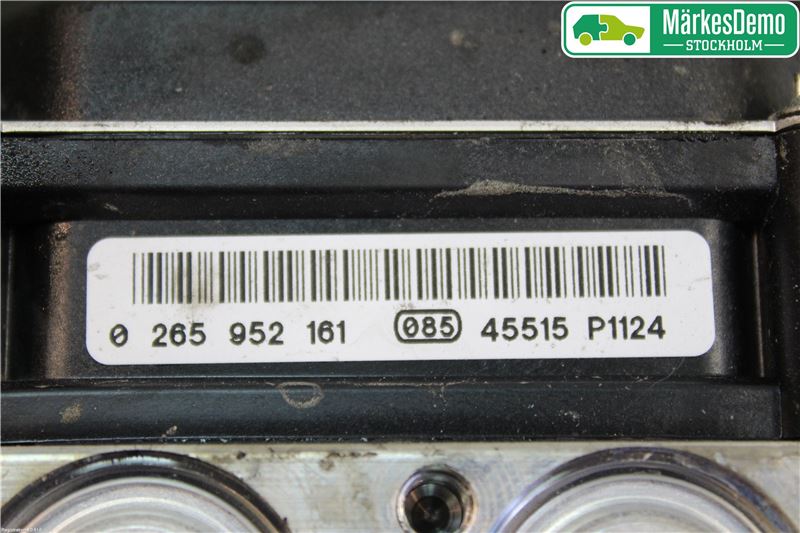 MärkesDemo
STOCKHOLM
0 265 952 161 085 45515 P1124